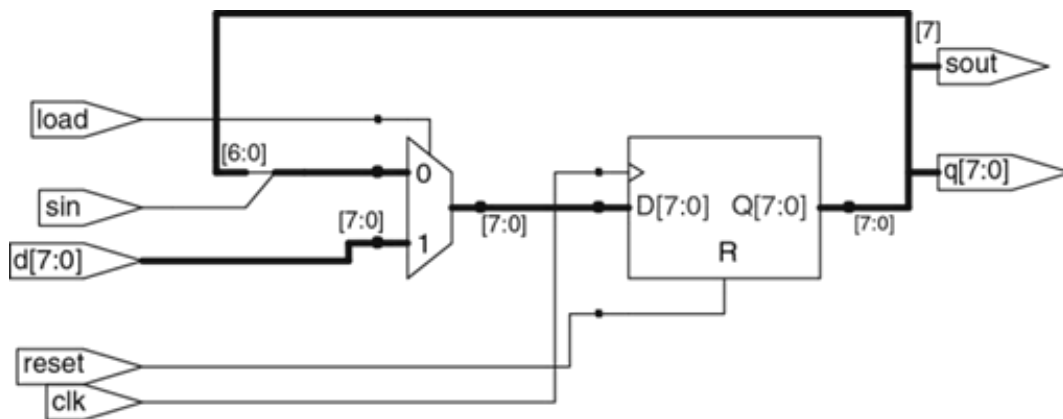 [7]
sout
load
[6:0]
0
sin
[7:0]
1
d[7:0]
[7:0]
D[7:0]
Q[7:0]
R
[7:0]
q[7:0]
reset
clk